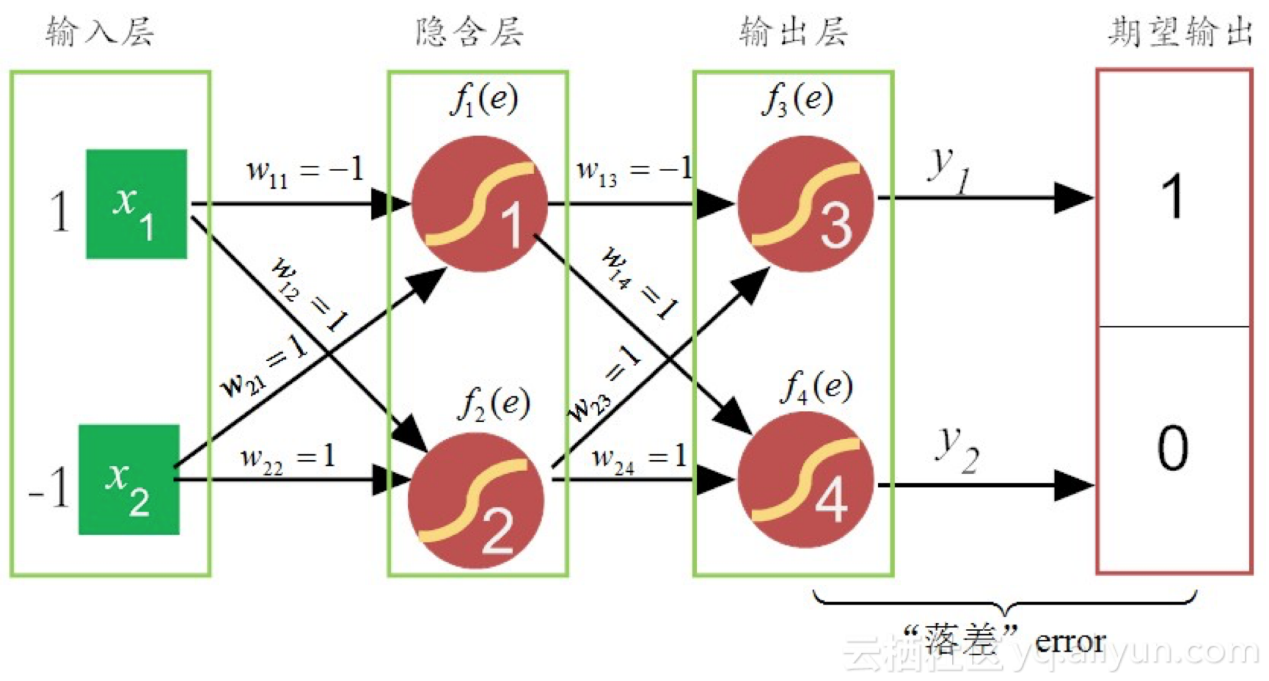 输入层 隐含层 输出层 期望输出
f₁(e) f₃(e)
w₁₁ = −1 w₁₃ = −1 y₁
1 x₁ 1 3 1
w₁₂ = 1 w₁₄ = 1
w₂₁ = 1 w₂₃ = 1
f₂(e) f₄(e)
w₂₂ = 1 w₂₄ = 1 y₂ 0
-1 x₂ 2 4
“落差” error
云栖社区 yq.aliyun.com